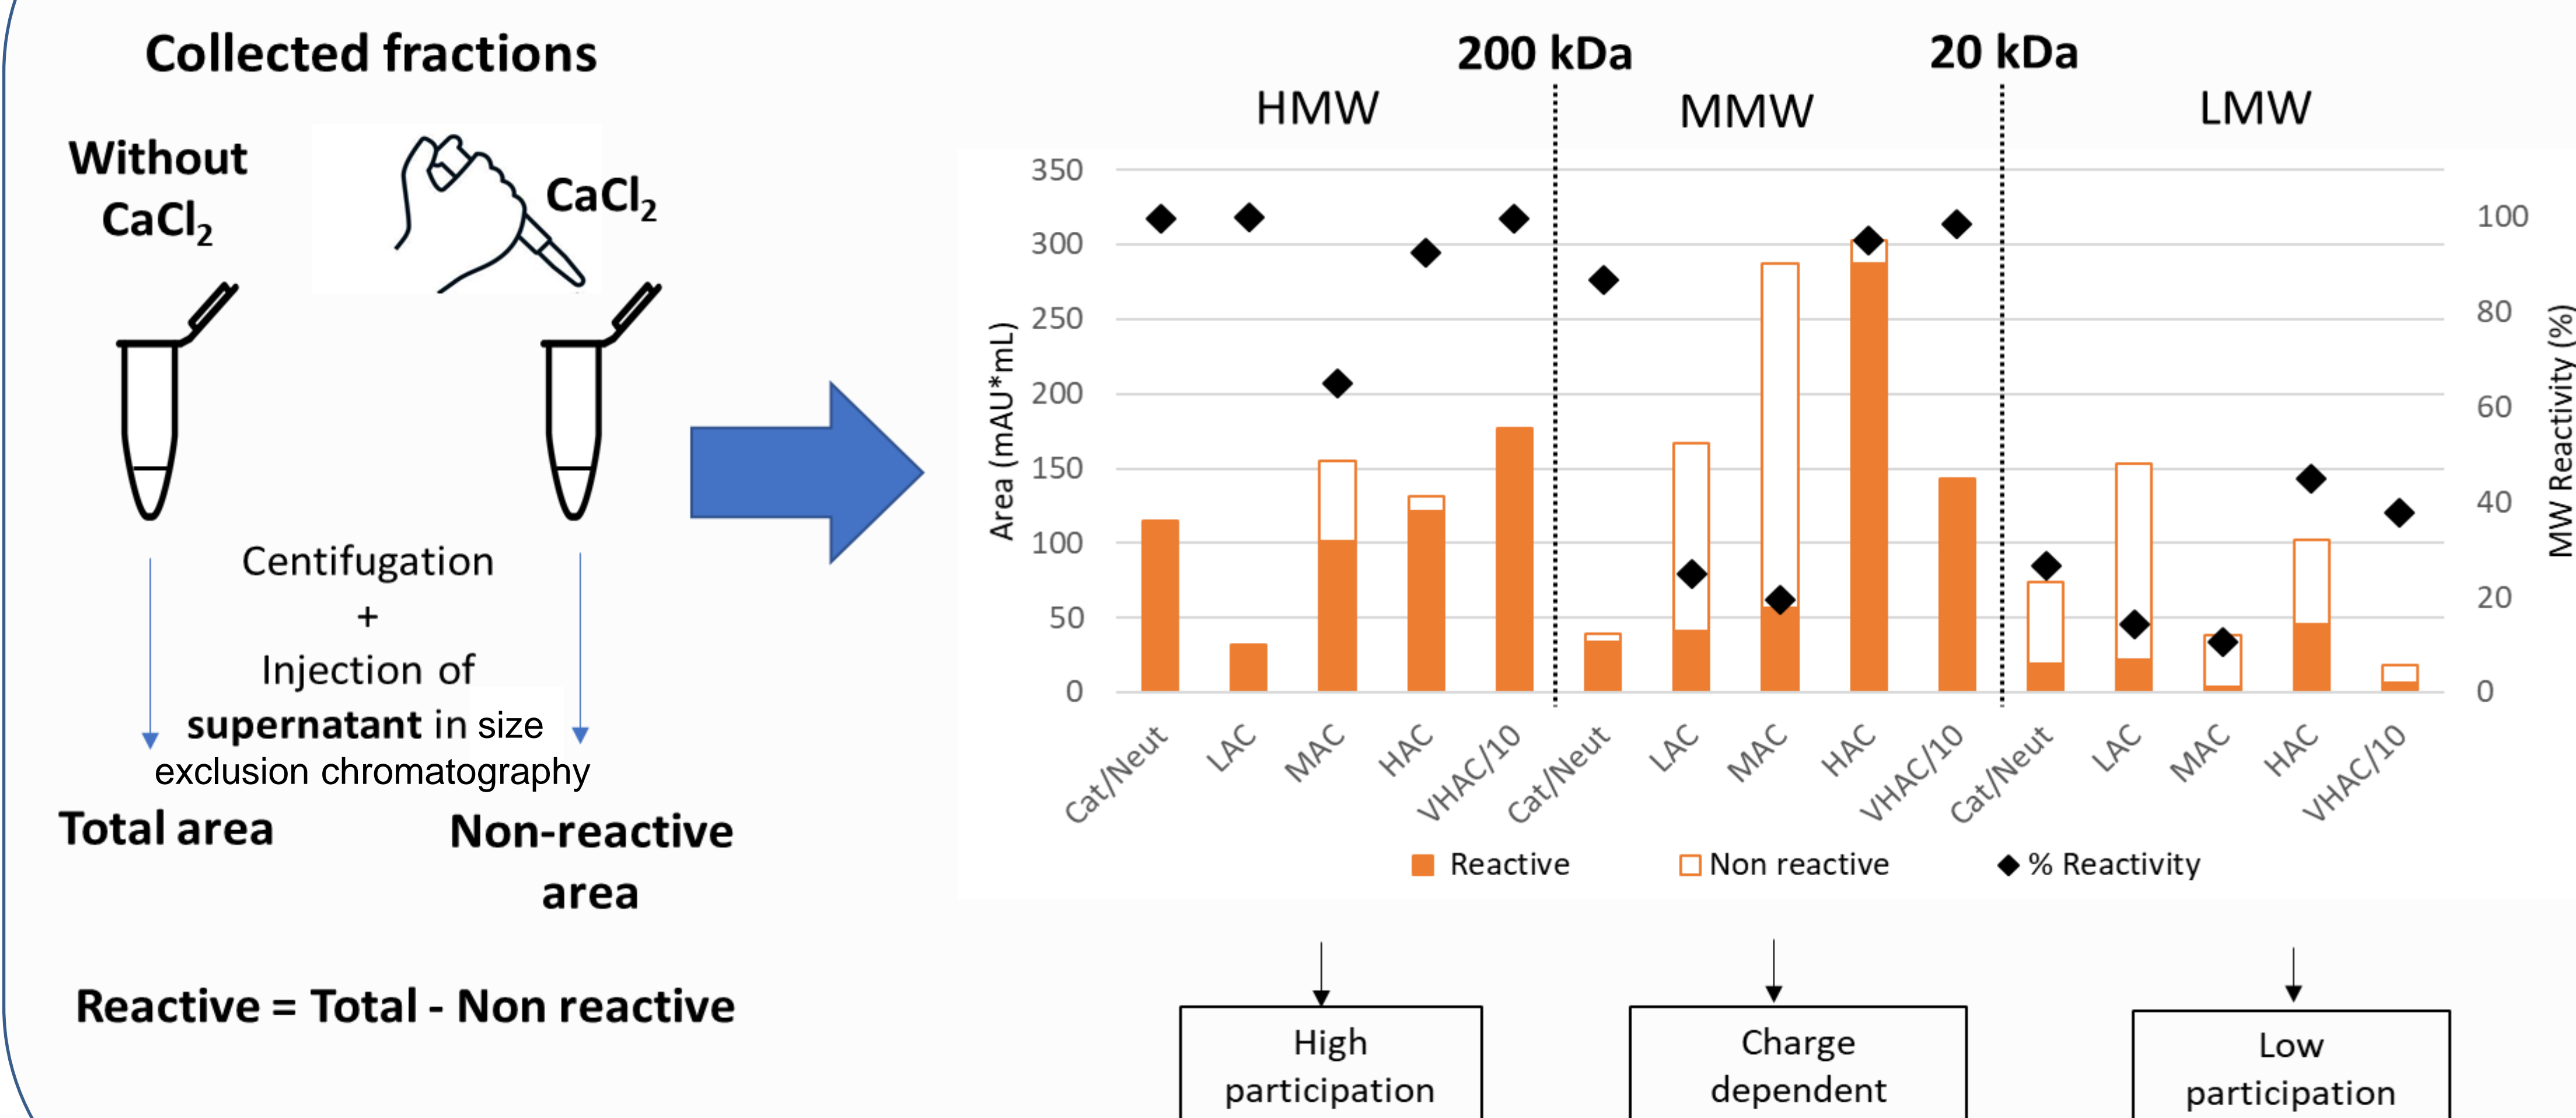 Collected fractions
Without
CaCl₂
CaCl₂
Centifugation
+
Injection of
supernatant in size
exclusion chromatography
Total area
Non-reactive
area
Reactive = Total - Non reactive
200 kDa
20 kDa
HMW
MMW
LMW
Area (mAU*mL)
350
300
250
200
150
100
50
0
MW Reactivity (%)
100
80
60
40
20
0
Cat/Neut
LAC
MAC
HAC
VHAC/10
Cat/Neut
LAC
MAC
HAC
VHAC/10
Cat/Neut
LAC
MAC
HAC
VHAC/10
Reactive
Non reactive
% Reactivity
High
participation
Charge
dependent
Low
participation